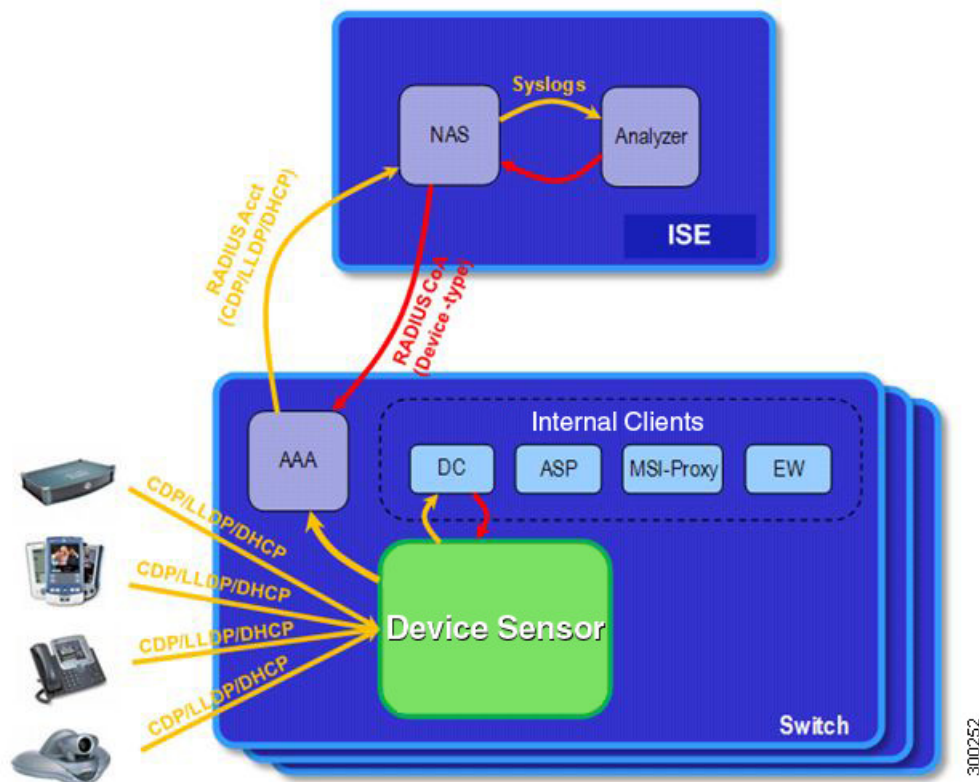 Syslogs
NAS
Analyzer
ISE
RADIUS Acct
(CDP/LLDP/DHCP)
RADIUS CoA
(Device -type)
Internal Clients
AAA
DC
ASP
MSI-Proxy
EW
CDP/LLDP/DHCP
CDP/LLDP/DHCP
CDP/LLDP/DHCP
CDP/LLDP/DHCP
Device Sensor
Switch
300252